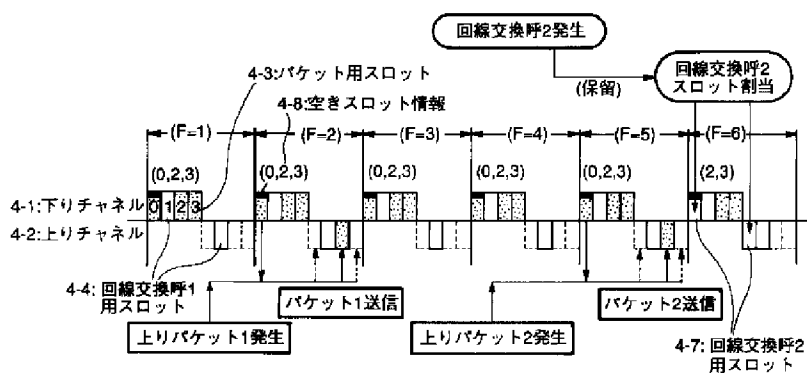 回線交換呼2発生
(保留)
回線交換呼2
スロット割当
4-3:パケット用スロット
4-8:空きスロット情報
(F=1)
(F=2)
(F=3)
(F=4)
(F=5)
(F=6)
(0,2,3)
(0,2,3)
(0,2,3)
(0,2,3)
(0,2,3)
(2,3)
4-1:下りチャネル
0 1 2 3
4-2:上りチャネル
4-4: 回線交換呼1
用スロット
上りパケット1発生
パケット1送信
上りパケット2発生
パケット2送信
4-7: 回線交換呼2
用スロット